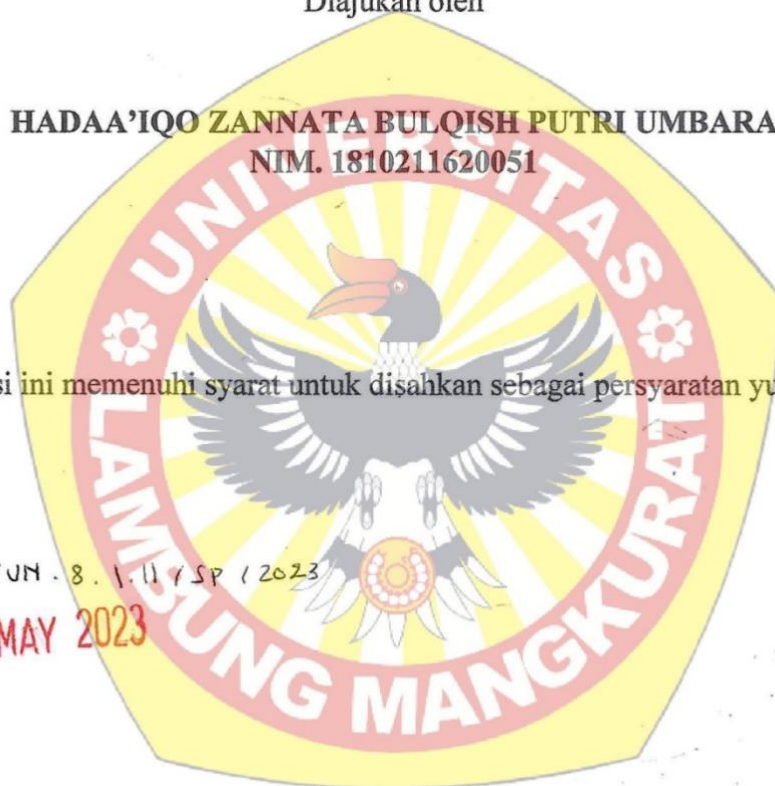 Diajukan oleh
HADAA'IQO ZANNATA BULQISH PUTRI UMBARA
NIM. 1810211620051
UNIVERSITAS
si ini memenuhi syarat untuk disahkan sebagai persyaratan yu
UN . 8 . 1.11 / SP / 2023
MAY 2023
LAMBUNG MANGKURAT